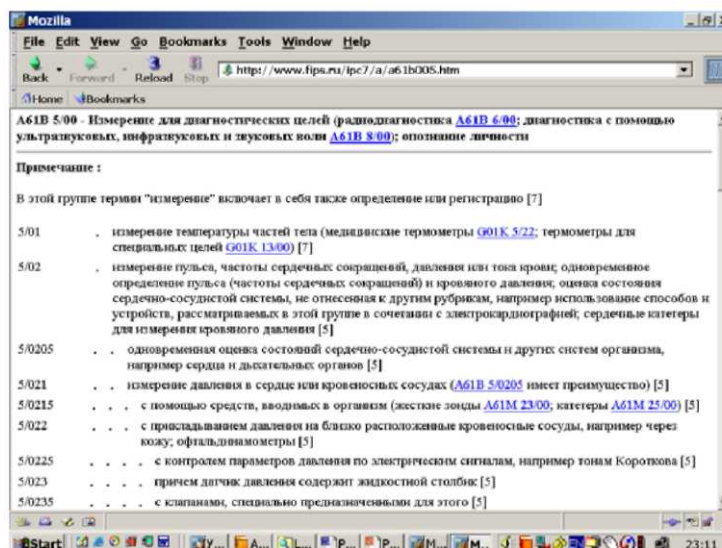 Mozilla
File Edit View Go Bookmarks Tools Window Help
Back Forward Reload Stop http://www.fips.ru/ipc7/a/a61b005.htm
Home Bookmarks
A61B 5/00 - Измерение для диагностических целей (радиодиагностика A61B 6/00; диагностика с помощью
ультразвуковых, инфразвуковых и звуковых волн A61B 8/00); опознание личности
Примечание :
В этой группе термин "измерение" включает в себя также определение или регистрацию [7]
5/01 . измерение температуры частей тела (медицинские термометры G01K 5/22; термометры для
специальных целей G01K 13/00) [7]
5/02 . измерение пульса, частоты сердечных сокращений, давления или тока крови; одновременное
определение пульса (частоты сердечных сокращений) и кровяного давления; оценка состояния
сердечно-сосудистой системы, не отнесенная к другим рубрикам, например использование способов и
устройств, рассматриваемых в этой группе в сочетании с электрокардиографией; сердечные катетеры
для измерения кровяного давления [5]
5/0205 . . одновременная оценка состояний сердечно-сосудистой системы и других систем организма,
например сердца и дыхательных органов [5]
5/021 . . измерение давления в сердце или кровеносных сосудах (A61B 5/0205 имеет преимущество) [5]
5/0215 . . . с помощью средств, вводимых в организм (жесткие зонды A61M 23/00; катетеры A61M 25/00) [5]
5/022 . . . с прикладыванием давления на близко расположенные кровеносные сосуды, например через
кожу; офтальдинамометры [5]
5/0225 . . . . с контролем параметров давления по электрическим сигналам, например тонам Короткова [5]
5/023 . . . . причем датчик давления содержит жидкостной столбик [5]
5/0235 . . . . с клапанами, специально предназначенными для этого [5]
Start У... А... L... P... P... M... M... 23:11